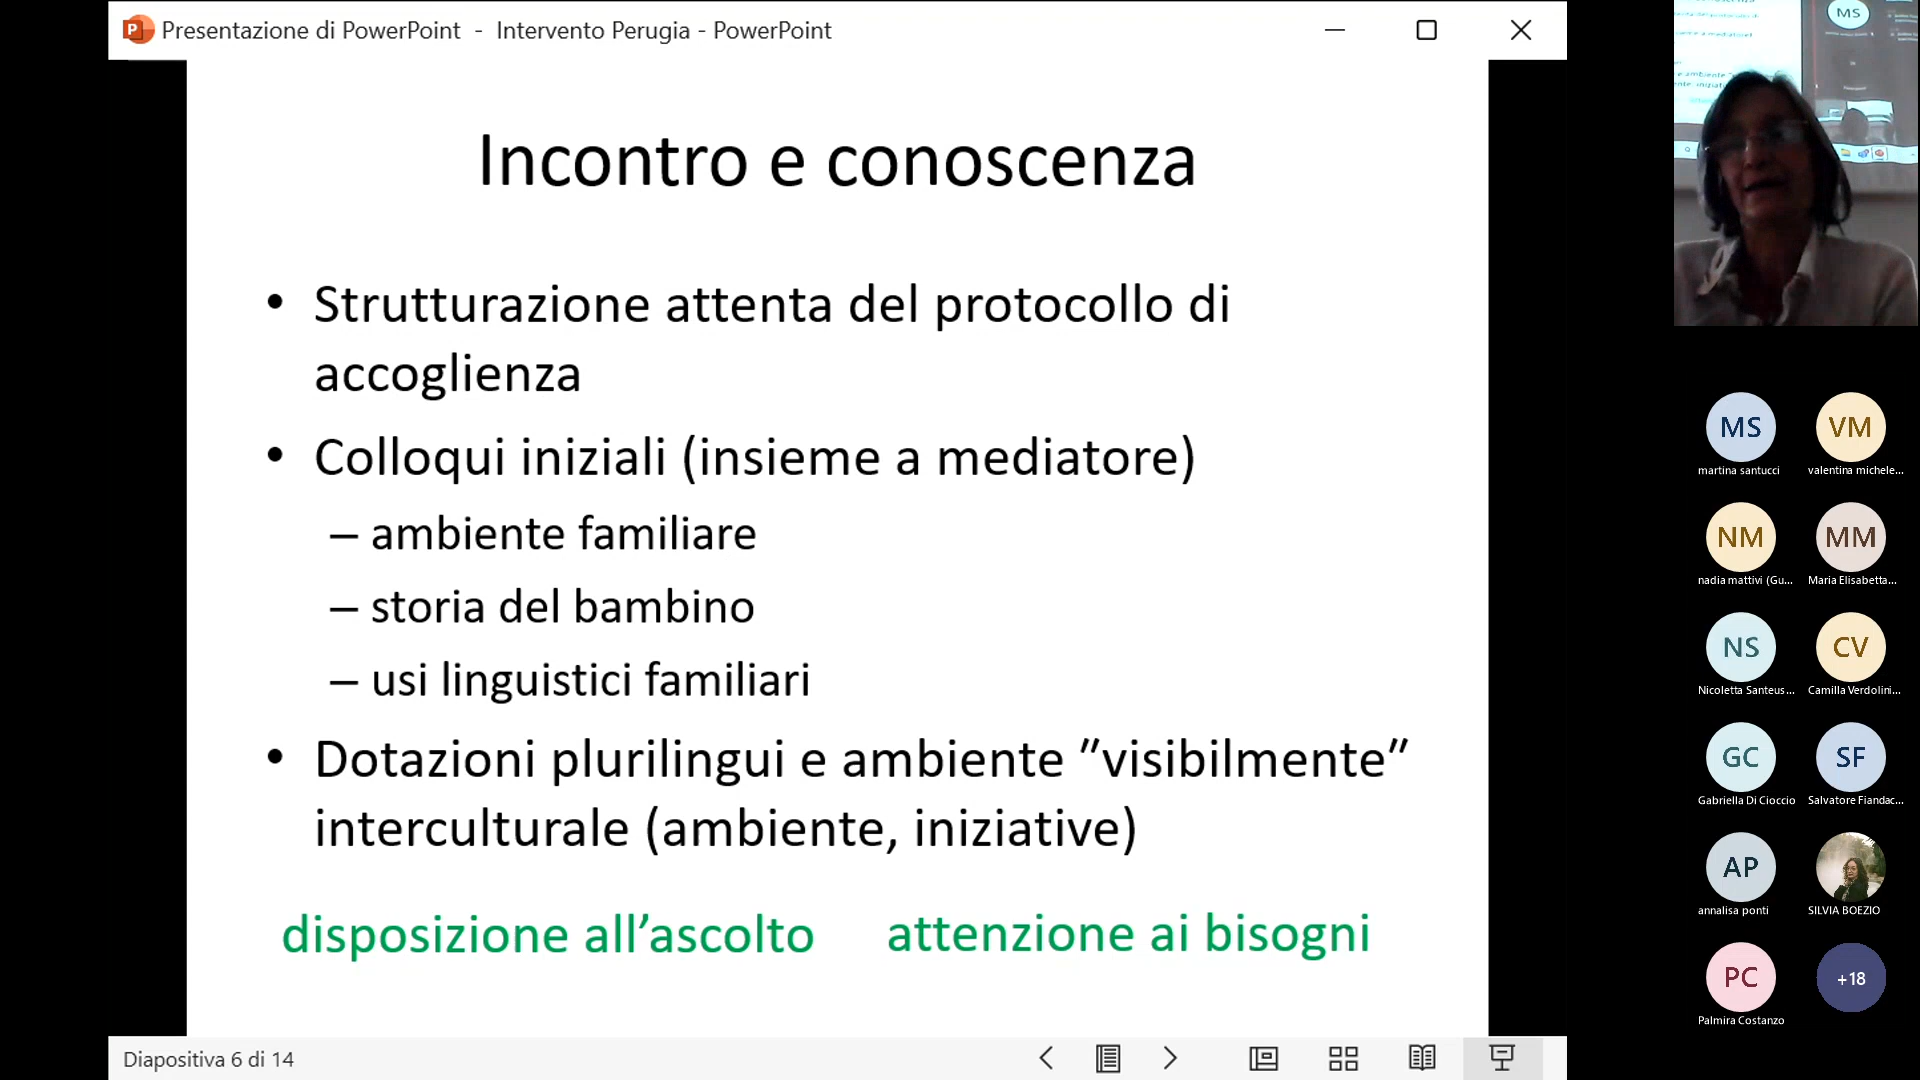 Presentazione di PowerPoint - Intervento Perugia - PowerPoint
Incontro e conoscenza
• Strutturazione attenta del protocollo di
accoglienza
• Colloqui iniziali (insieme a mediatore)
– ambiente familiare
– storia del bambino
– usi linguistici familiari
• Dotazioni plurilingui e ambiente ”visibilmente”
interculturale (ambiente, iniziative)
disposizione all’ascolto attenzione ai bisogni
Diapositiva 6 di 14
MS
MS VM
martina santucci valentina michele...
NM MM
nadia mattivi (Gu... Maria Elisabetta...
NS CV
Nicoletta Santeus... Camilla Verdolini...
GC SF
Gabriella Di Cioccio Salvatore Fiandac...
AP
annalisa ponti SILVIA BOEZIO
PC +18
Palmira Costanzo